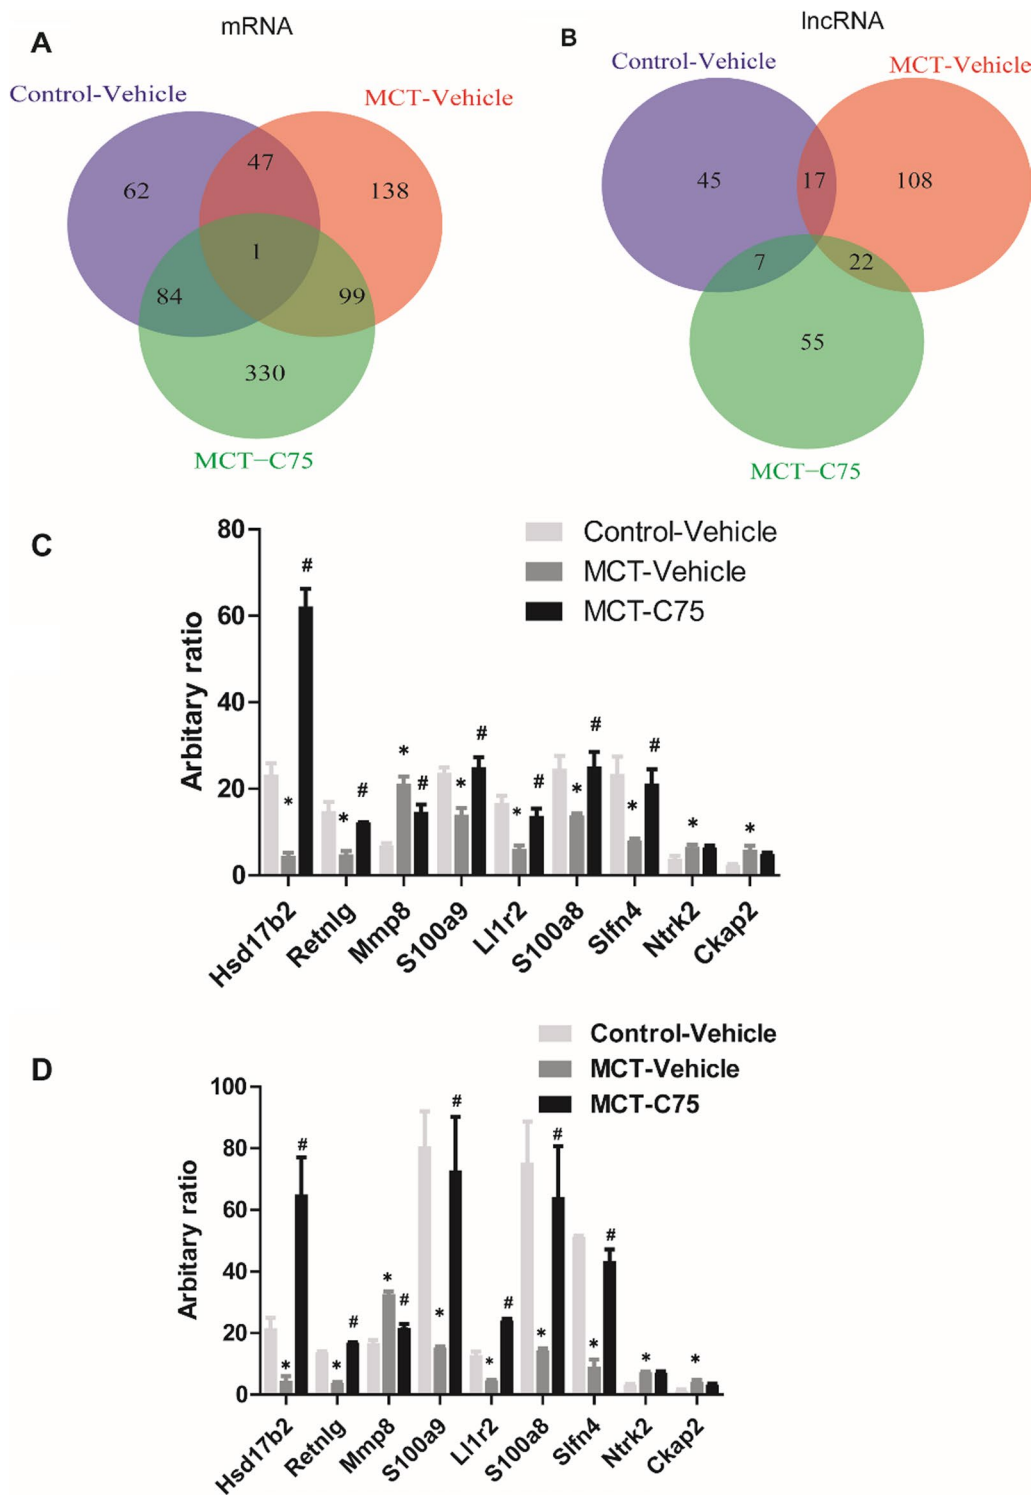 A
mRNA
Control-Vehicle
MCT-Vehicle
47
62
138
1
84
99
330
MCT−C75
B
lncRNA
Control-Vehicle
MCT-Vehicle
45
17
108
7
22
55
MCT−C75
C
Control-Vehicle
MCT-Vehicle
MCT-C75
Arbitary ratio
80
60
40
20
0
* #
* #
* #
* #
* #
* #
* #
*
*
Hsd17b2
Retnlg
Mmp8
S100a9
Ll1r2
S100a8
Slfn4
Ntrk2
Ckap2
D
Control-Vehicle
MCT-Vehicle
MCT-C75
Arbitary ratio
100
80
60
40
20
0
* #
* #
* #
* #
* #
* #
* #
*
*
Hsd17b2
Retnlg
Mmp8
S100a9
Ll1r2
S100a8
Slfn4
Ntrk2
Ckap2